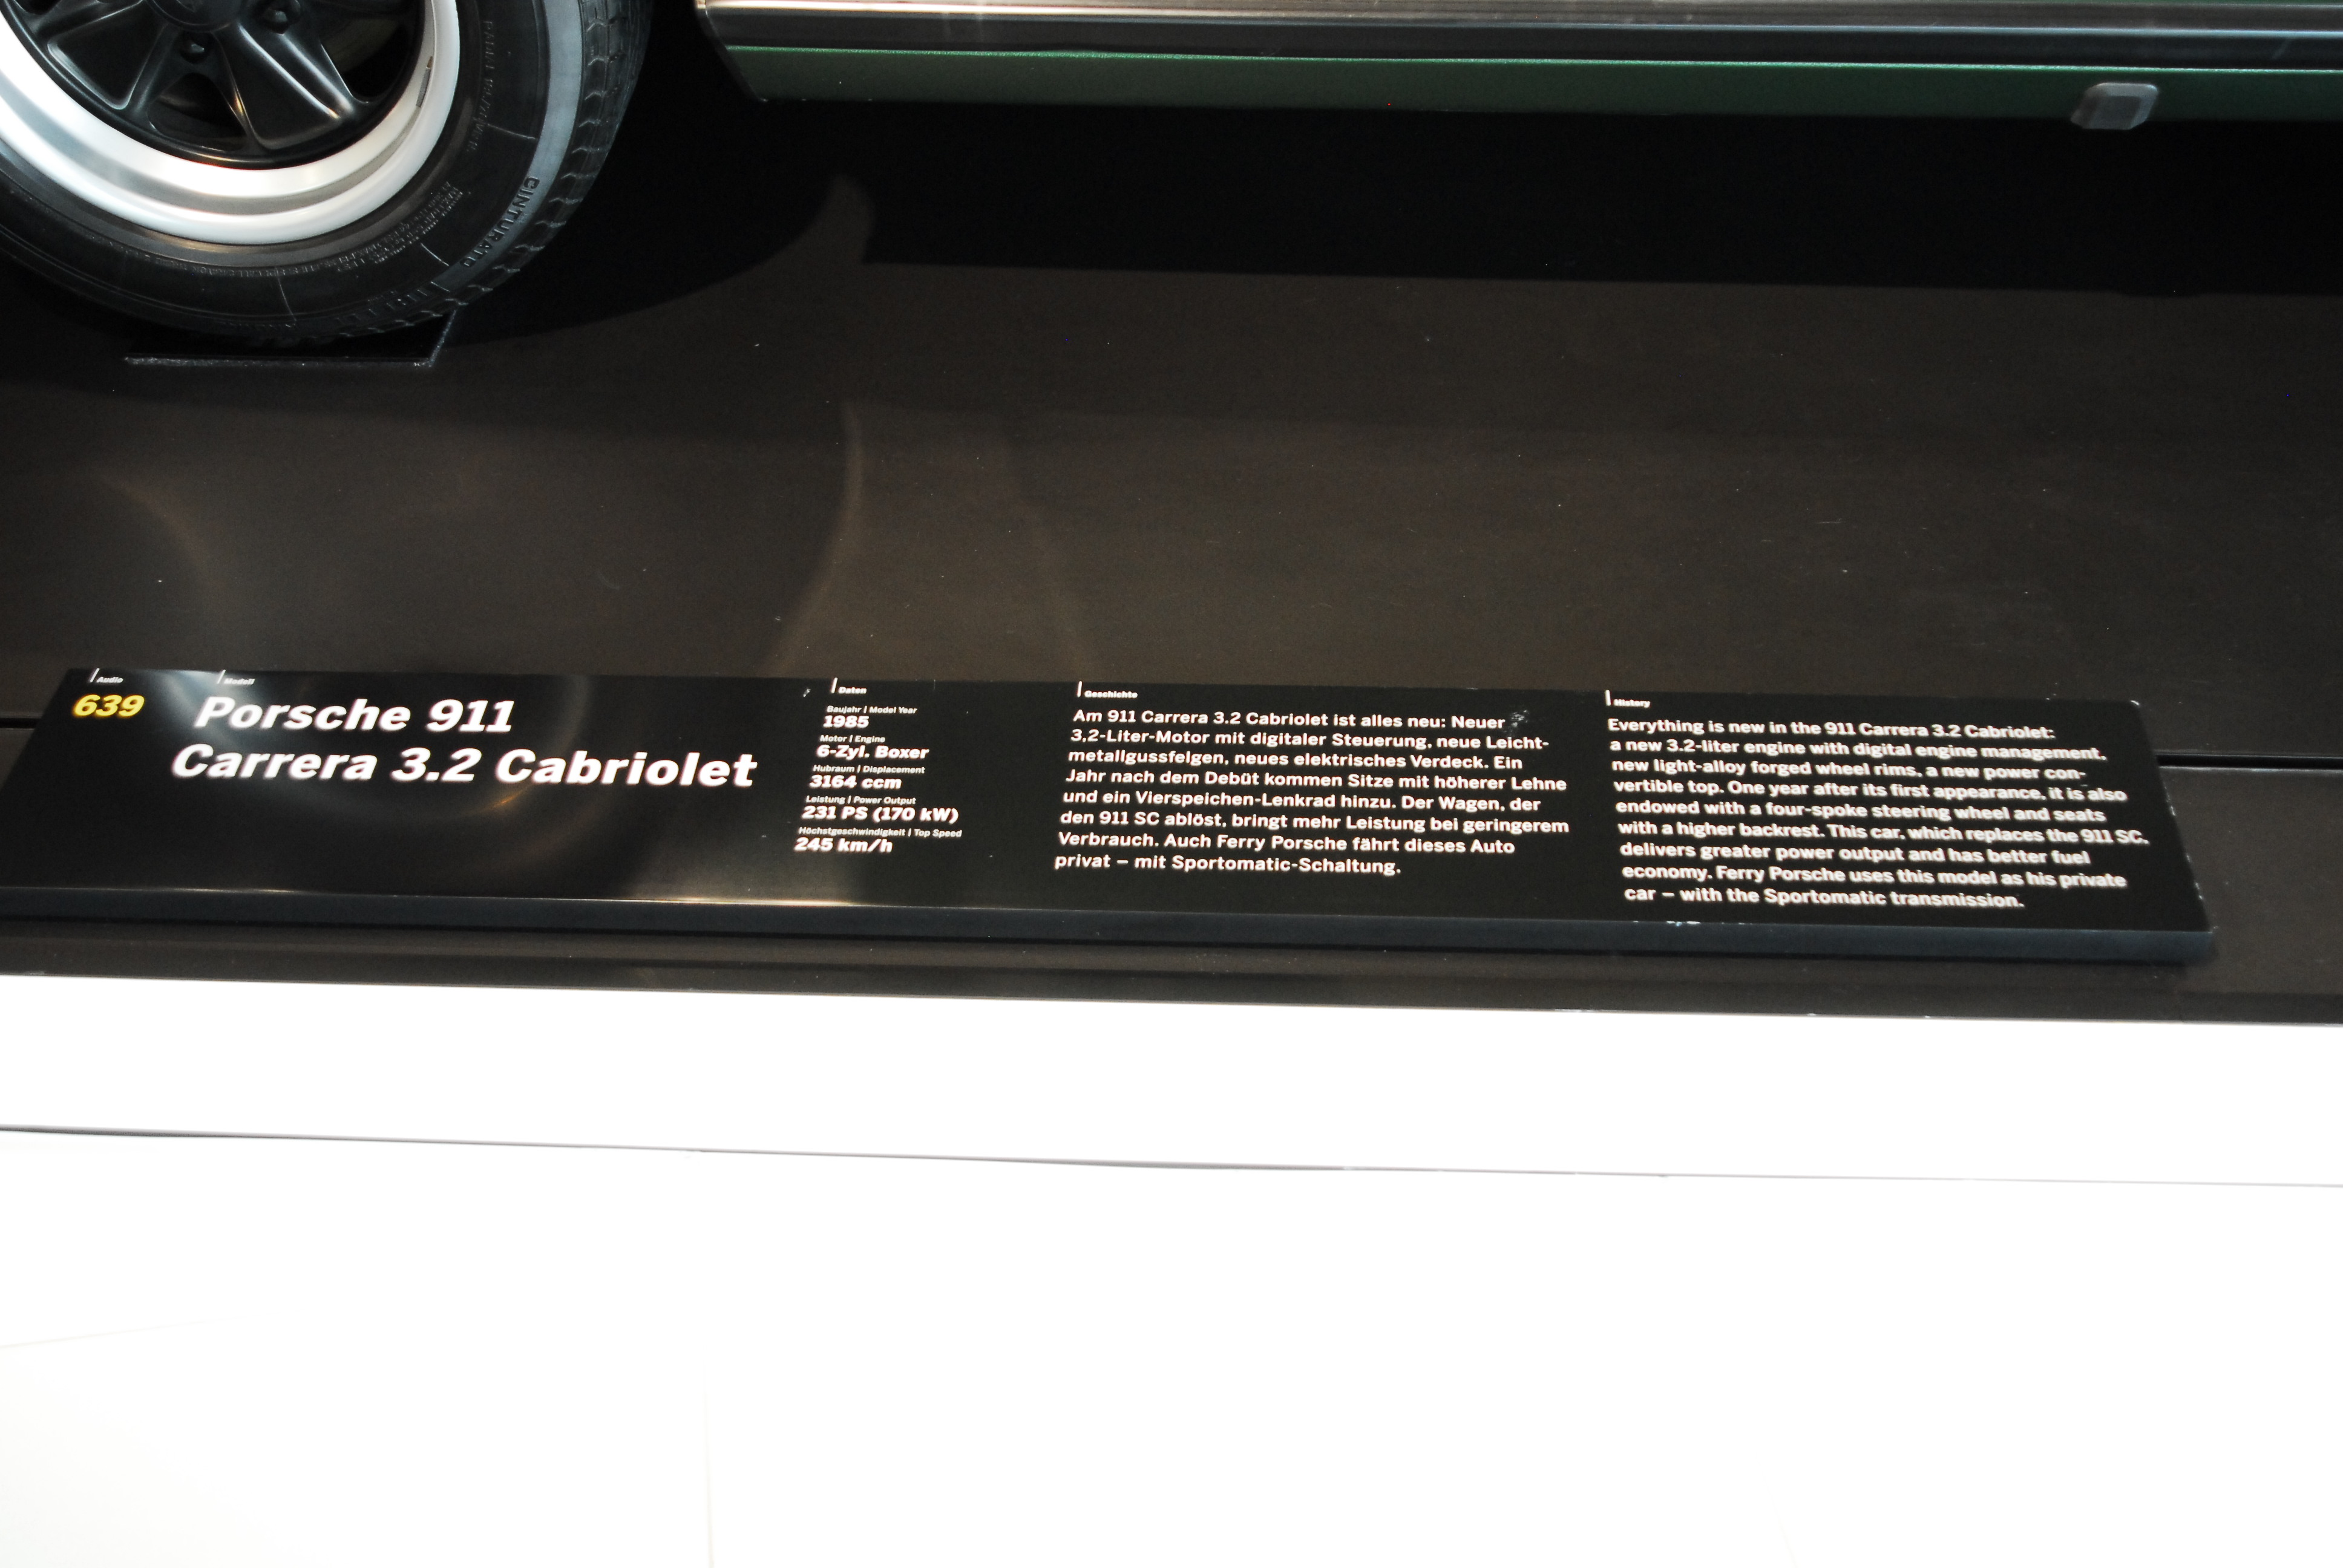 CINTURATO
Audio
639
Modell
Porsche 911
Carrera 3.2 Cabriolet
Daten
Baujahr | Model Year
1985
Motor | Engine
6-Zyl. Boxer
Hubraum | Displacement
3164 ccm
Leistung | Power Output
231 PS (170 kW)
Höchstgeschwindigkeit | Top Speed
245 km/h
Geschichte
Am 911 Carrera 3.2 Cabriolet ist alles neu: Neuer
3,2-Liter-Motor mit digitaler Steuerung, neue Leicht-
metallgussfelgen, neues elektrisches Verdeck. Ein
Jahr nach dem Debüt kommen Sitze mit höherer Lehne
und ein Vierspeichen-Lenkrad hinzu. Der Wagen, der
den 911 SC ablöst, bringt mehr Leistung bei geringerem
Verbrauch. Auch Ferry Porsche fährt dieses Auto
privat – mit Sportomatic-Schaltung.
History
Everything is new in the 911 Carrera 3.2 Cabriolet:
a new 3.2-liter engine with digital engine management,
new light-alloy forged wheel rims, a new power con-
vertible top. One year after its first appearance, it is also
endowed with a four-spoke steering wheel and seats
with a higher backrest. This car, which replaces the 911 SC,
delivers greater power output and has better fuel
economy. Ferry Porsche uses this model as his private
car – with the Sportomatic transmission.